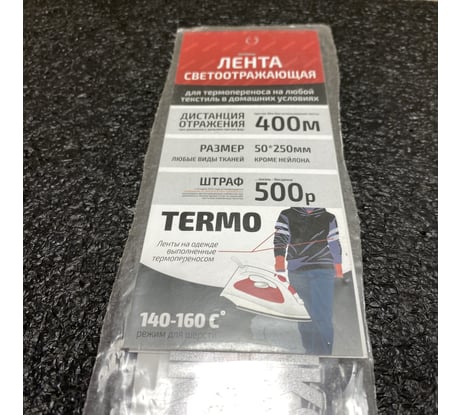 ЛЕНТА
СВЕТООТРАЖАЮЩАЯ
для термопереноса на любой
текстиль в домашних условиях
ДИСТАНЦИЯ
ОТРАЖЕНИЯ
400м
РАЗМЕР 50*250мм
ЛЮБЫЕ ВИДЫ ТКАНЕЙ КРОМЕ НЕЙЛОНА
ШТРАФ
500р
TERMO
Ленты на одежде
выполненные
термопереносом
140-160 С°
режим для шерсти